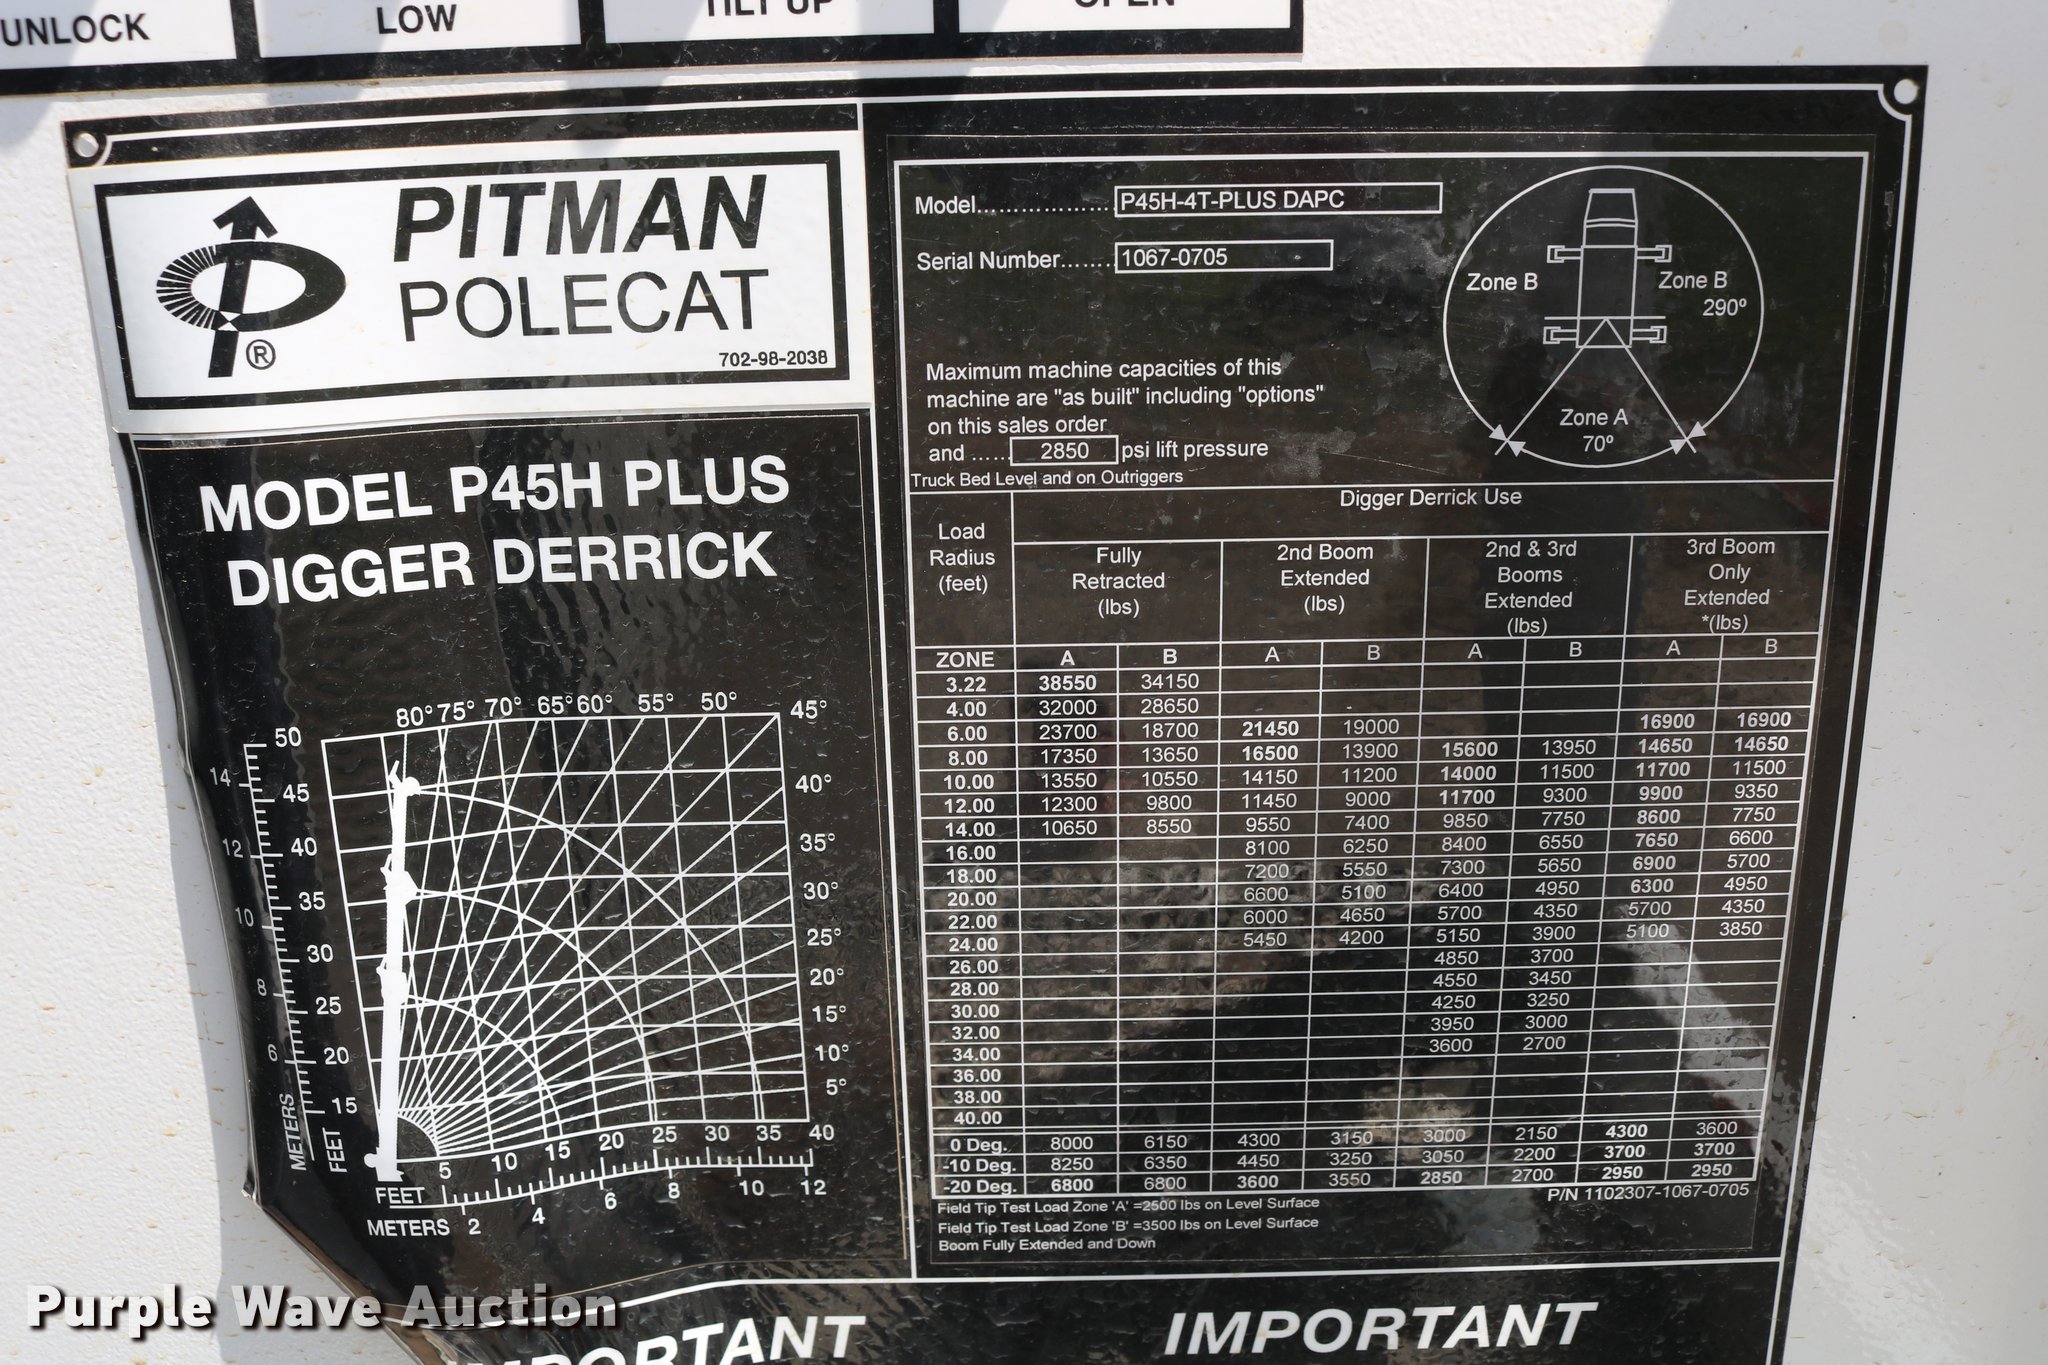 UNLOCK
LOW
TILT UP
OPEN
PITMAN
POLECAT
®
702-98-2038
MODEL P45H PLUS
DIGGER DERRICK
80° 75° 70° 65° 60° 55° 50° 45°
40°
35°
30°
25°
20°
15°
10°
5°
50
45
40
35
30
25
20
15
14
12
10
8
6
METERS
FEET
5 10 15 20 25 30 35 40
FEET
METERS 2 4 6 8 10 12
Model.................. P45H-4T-PLUS DAPC
Serial Number....... 1067-0705
Zone B
Zone B
290º
Zone A
70º
Maximum machine capacities of this
machine are "as built" including "options"
on this sales order
and ...... 2850 psi lift pressure
Truck Bed Level and on Outriggers
Digger Derrick Use
Load
Radius
(feet)
Fully
Retracted
(lbs)
2nd Boom
Extended
(lbs)
2nd & 3rd
Booms
Extended
(lbs)
3rd Boom
Only
Extended
*(lbs)
ZONE A B A B A B A B
3.22 38550 34150
4.00 32000 28650
6.00 23700 18700 21450 19000 16900 16900
8.00 17350 13650 16500 13900 15600 13950 14650 14650
10.00 13550 10550 14150 11200 14000 11500 11700 11500
12.00 12300 9800 11450 9000 11700 9300 9900 9350
14.00 10650 8550 9550 7400 9850 7750 8600 7750
16.00 8100 6250 8400 6550 7650 6600
18.00 7200 5550 7300 5650 6900 5700
20.00 6600 5100 6400 4950 6300 4950
22.00 6000 4650 5700 4350 5700 4350
24.00 5450 4200 5150 3900 5100 3850
26.00 4850 3700
28.00 4550 3450
30.00 4250 3250
32.00 3950 3000
34.00 3600 2700
36.00
38.00
40.00
0 Deg. 8000 6150 4300 3150 3000 2150 4300 3600
-10 Deg. 8250 6350 4450 3250 3050 2200 3700 3700
-20 Deg. 6800 6800 3600 3550 2850 2700 2950 2950
P/N 1102307-1067-0705
Field Tip Test Load Zone 'A' =2500 lbs on Level Surface
Field Tip Test Load Zone 'B' =3500 lbs on Level Surface
Boom Fully Extended and Down
IMPORTANT
IMPORTANT
Purple Wave Auction